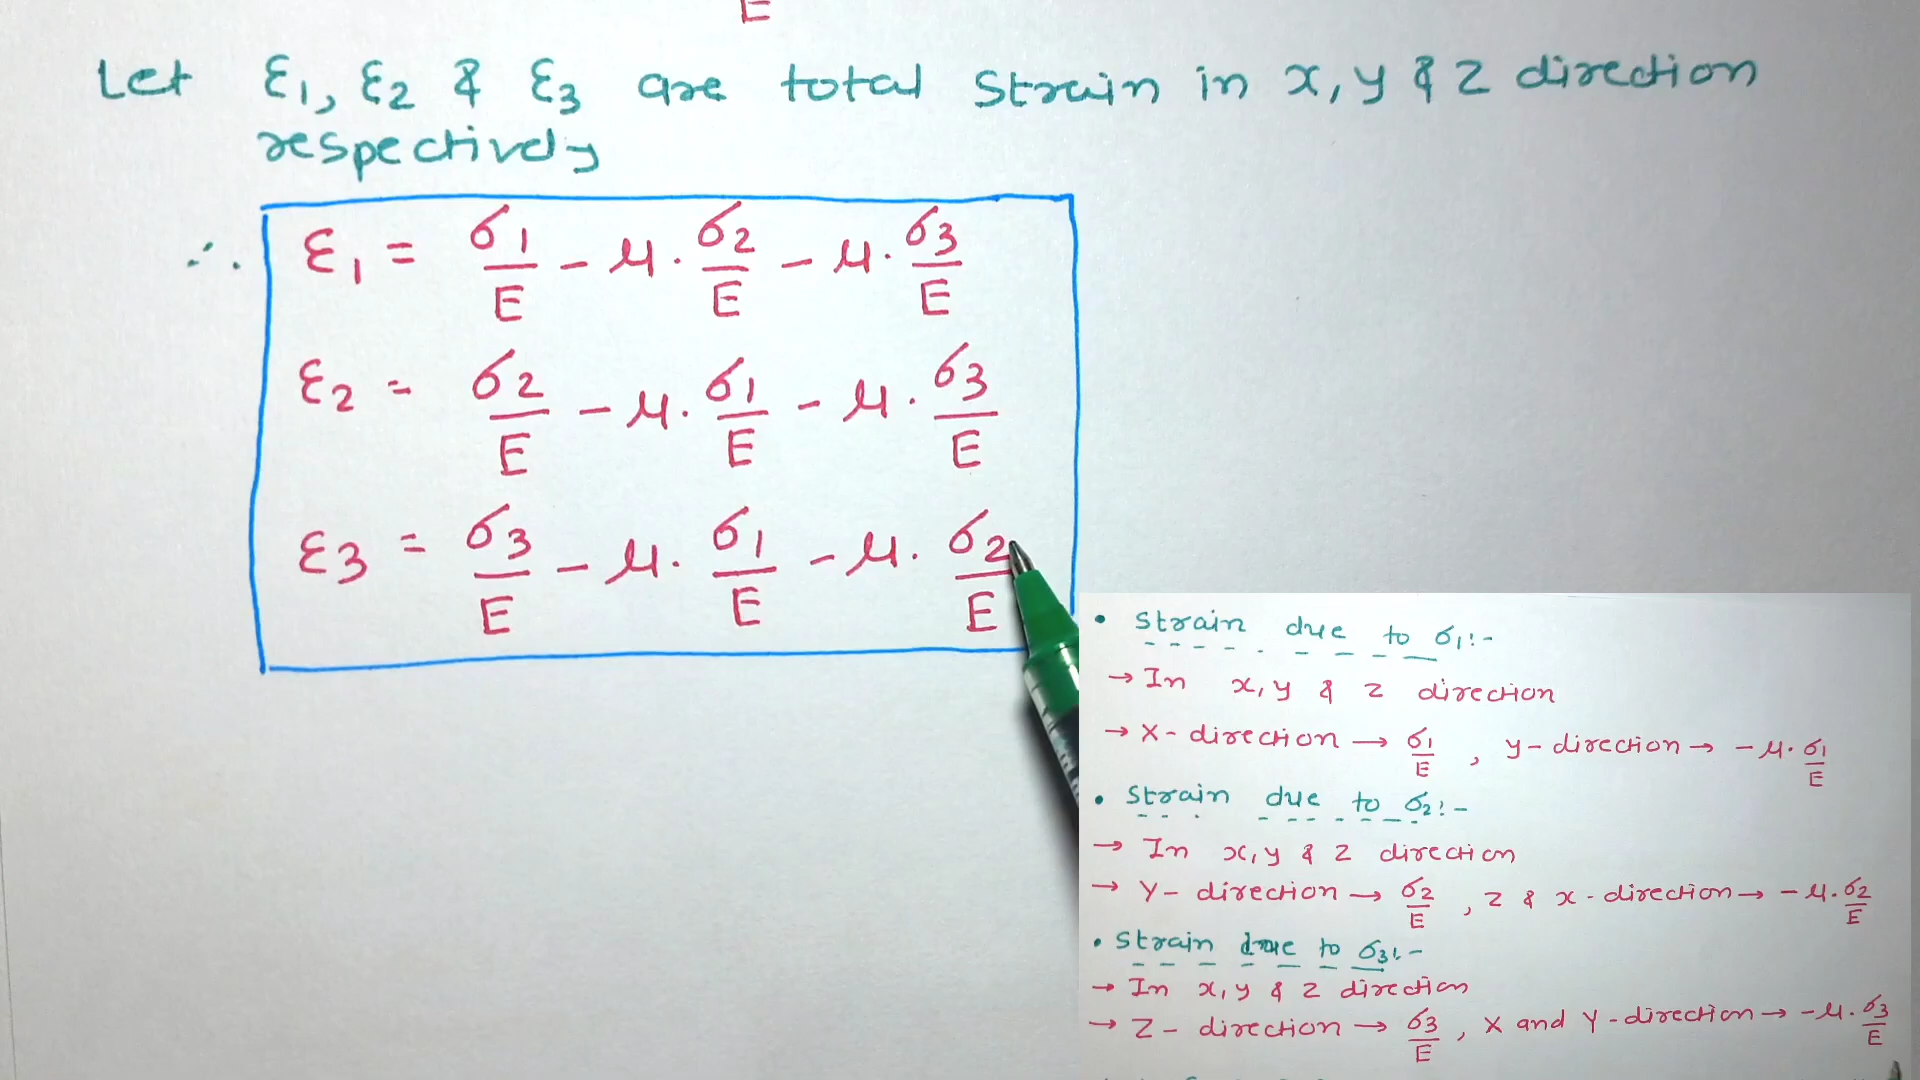 E
Let ε1, ε2 & ε3 are total strain in x, y & z direction
respectively
∴ ε1 = σ1/E - μ. σ2/E - μ. σ3/E
ε2 = σ2/E - μ. σ1/E - μ. σ3/E
ε3 = σ3/E - μ. σ1/E - μ. σ2/E
• strain due to σ1:-
→ In x, y & z direction
→ X-direction → σ1/E , y-direction → -μ. σ1/E
• strain due to σ2:-
→ In x, y & z direction
→ Y-direction → σ2/E , z & x-direction → -μ. σ2/E
• strain due to σ3:-
→ In x, y & z direction
→ Z-direction → σ3/E , X and Y-direction → -μ. σ3/E